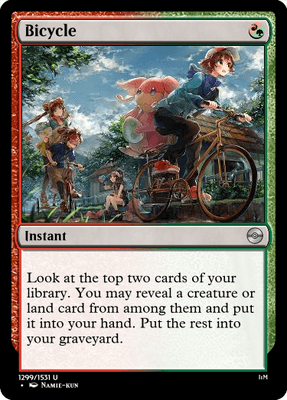 Bicycle
Instant
Look at the top two cards of your
library. You may reveal a creature or
land card from among them and put
it into your hand. Put the rest into
your graveyard.
1299/1531 U
IIM
• Namie-kun